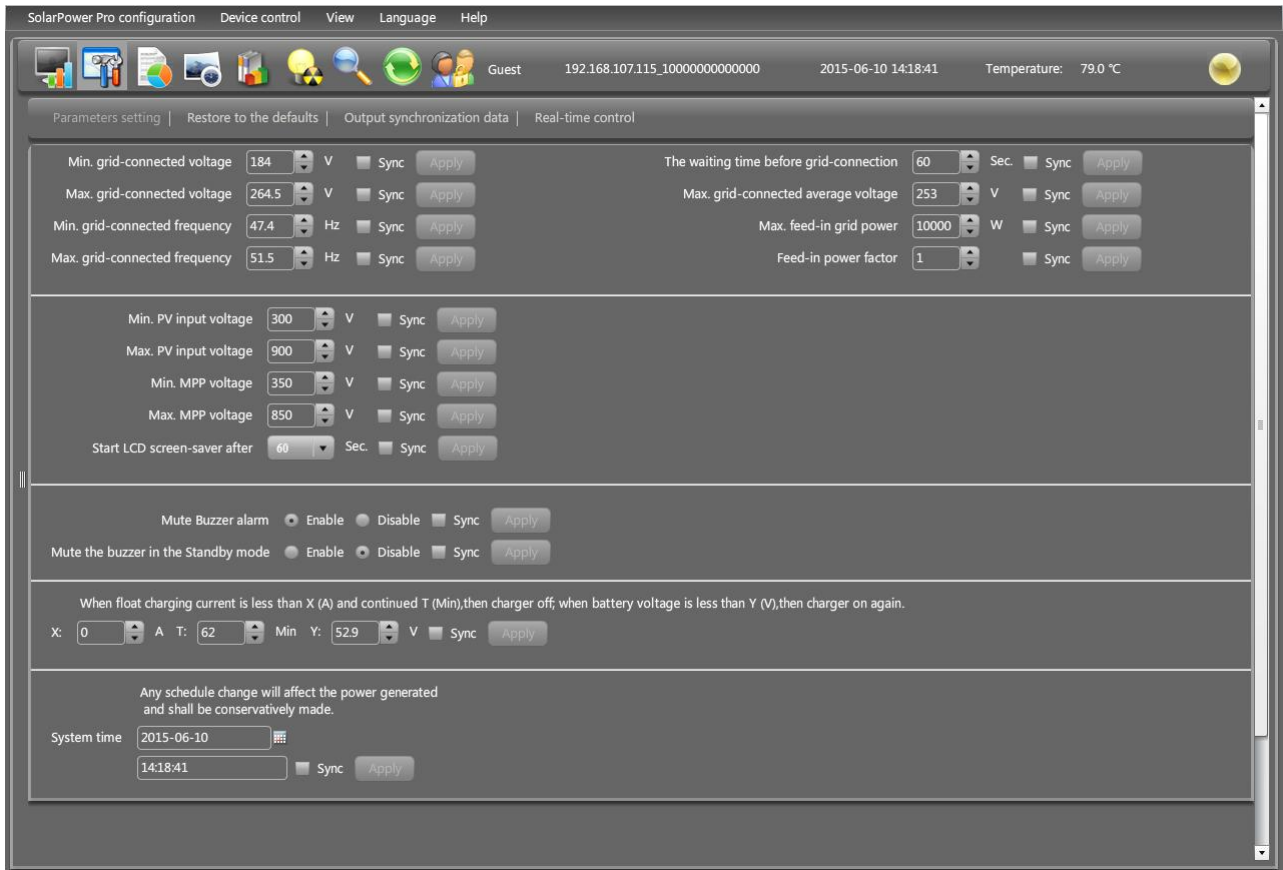 SolarPower Pro configuration Device control View Language Help
Guest 192.168.107.115_10000000000000 2015-06-10 14:18:41 Temperature: 79.0 ℃
Parameters setting | Restore to the defaults | Output synchronization data | Real-time control
Min. grid-connected voltage 184 V Sync Apply The waiting time before grid-connection 60 Sec. Sync Apply
Max. grid-connected voltage 264.5 V Sync Apply Max. grid-connected average voltage 253 V Sync Apply
Min. grid-connected frequency 47.4 Hz Sync Apply Max. feed-in grid power 10000 W Sync Apply
Max. grid-connected frequency 51.5 Hz Sync Apply Feed-in power factor 1 Sync Apply
Min. PV input voltage 300 V Sync Apply
Max. PV input voltage 900 V Sync Apply
Min. MPP voltage 350 V Sync Apply
Max. MPP voltage 850 V Sync Apply
Start LCD screen-saver after 60 Sec. Sync Apply
Mute Buzzer alarm Enable Disable Sync Apply
Mute the buzzer in the Standby mode Enable Disable Sync Apply
When float charging current is less than X (A) and continued T (Min),then charger off; when battery voltage is less than Y (V),then charger on again.
X: 0 A T: 62 Min Y: 52.9 V Sync Apply
Any schedule change will affect the power generated
and shall be conservatively made.
System time 2015-06-10
14:18:41 Sync Apply